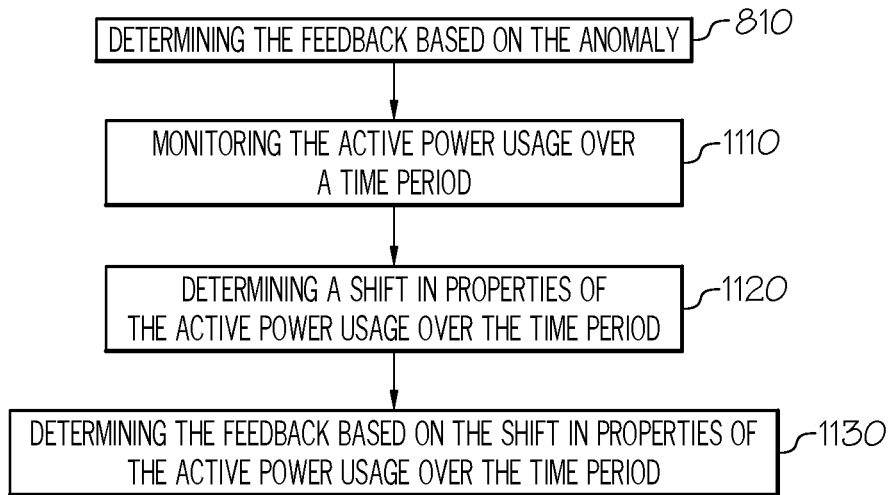 DETERMINING THE FEEDBACK BASED ON THE ANOMALY
810
MONITORING THE ACTIVE POWER USAGE OVER
A TIME PERIOD
1110
DETERMINING A SHIFT IN PROPERTIES OF
THE ACTIVE POWER USAGE OVER THE TIME PERIOD
1120
DETERMINING THE FEEDBACK BASED ON THE SHIFT IN PROPERTIES OF
THE ACTIVE POWER USAGE OVER THE TIME PERIOD
1130